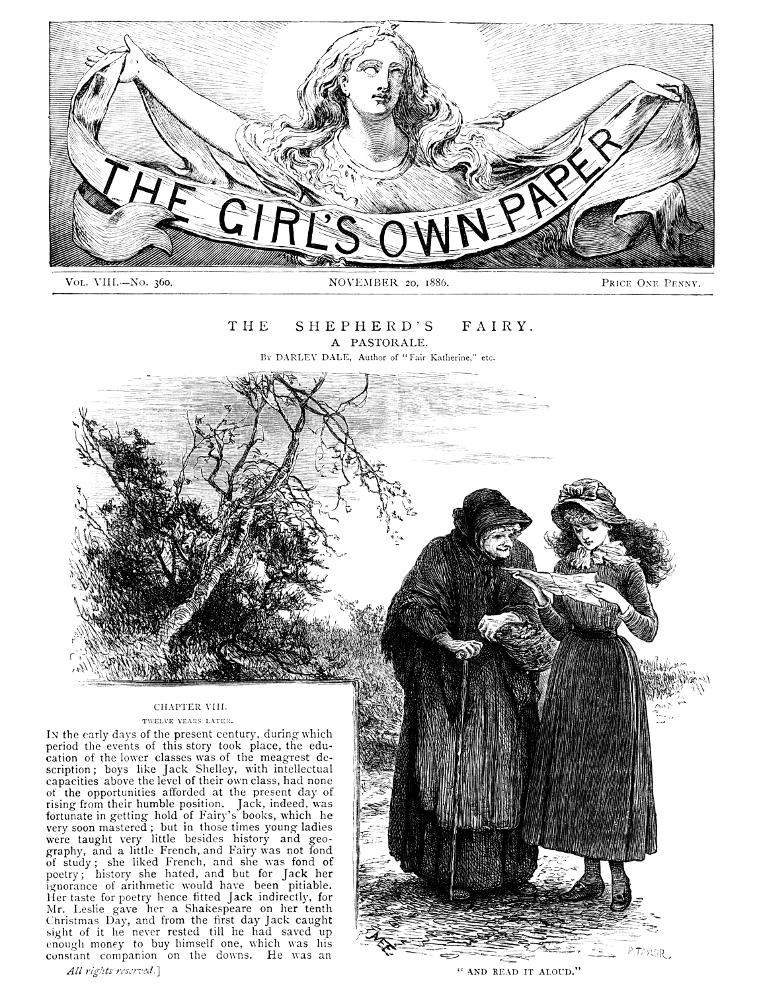 THE GIRL'S OWN PAPER
VOL. VIII.—No. 360.
NOVEMBER 20, 1886.
PRICE ONE PENNY.
THE SHEPHERD'S FAIRY.
A PASTORALE.
By DARLEY DALE, Author of "Fair Katherine," etc.
CHAPTER VIII.
TWELVE YEARS LATER.
IN the early days of the present century, during which
period the events of this story took place, the edu-
cation of the lower classes was of the meagrest de-
scription; boys like Jack Shelley, with intellectual
capacities above the level of their own class, had none
of the opportunities afforded at the present day of
rising from their humble position. Jack, indeed, was
fortunate in getting hold of Fairy's books, which he
very soon mastered; but in those times young ladies
were taught very little besides history and geo-
graphy, and a little French, and Fairy was not fond
of study; she liked French, and she was fond of
poetry; history she hated, and but for Jack her
ignorance of arithmetic would have been pitiable.
Her taste for poetry hence fitted Jack indirectly, for
Mr. Leslie gave her a Shakespeare on her tenth
Christmas Day, and from the first day Jack caught
sight of it he never rested till he had saved up
enough money to buy himself one, which was his
constant companion on the downs. He was an
All rights reserved.]
P. TAYLOR.
"AND READ IT ALOUD."